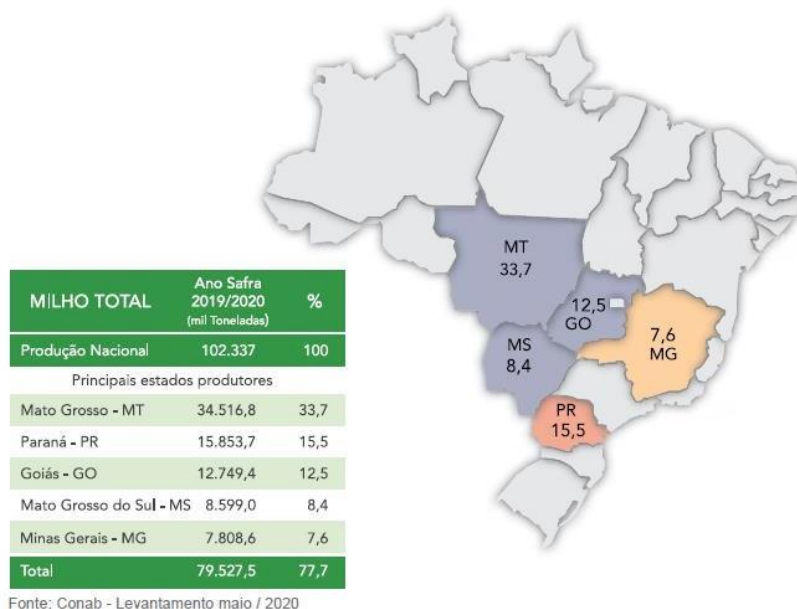 MT
33,7
12,5
GO
MS
8,4
7,6
MG
PR
15,5
MILHO TOTAL Ano Safra 2019/2020 (mil Toneladas) %
Produção Nacional 102.337 100
Principais estados produtores
Mato Grosso - MT 34.516,8 33,7
Paraná - PR 15.853,7 15,5
Goiás - GO 12.749,4 12,5
Mato Grosso do Sul - MS 8.599,0 8,4
Minas Gerais - MG 7.808,6 7,6
Total 79.527,5 77,7
Fonte: Conab - Levantamento maio / 2020